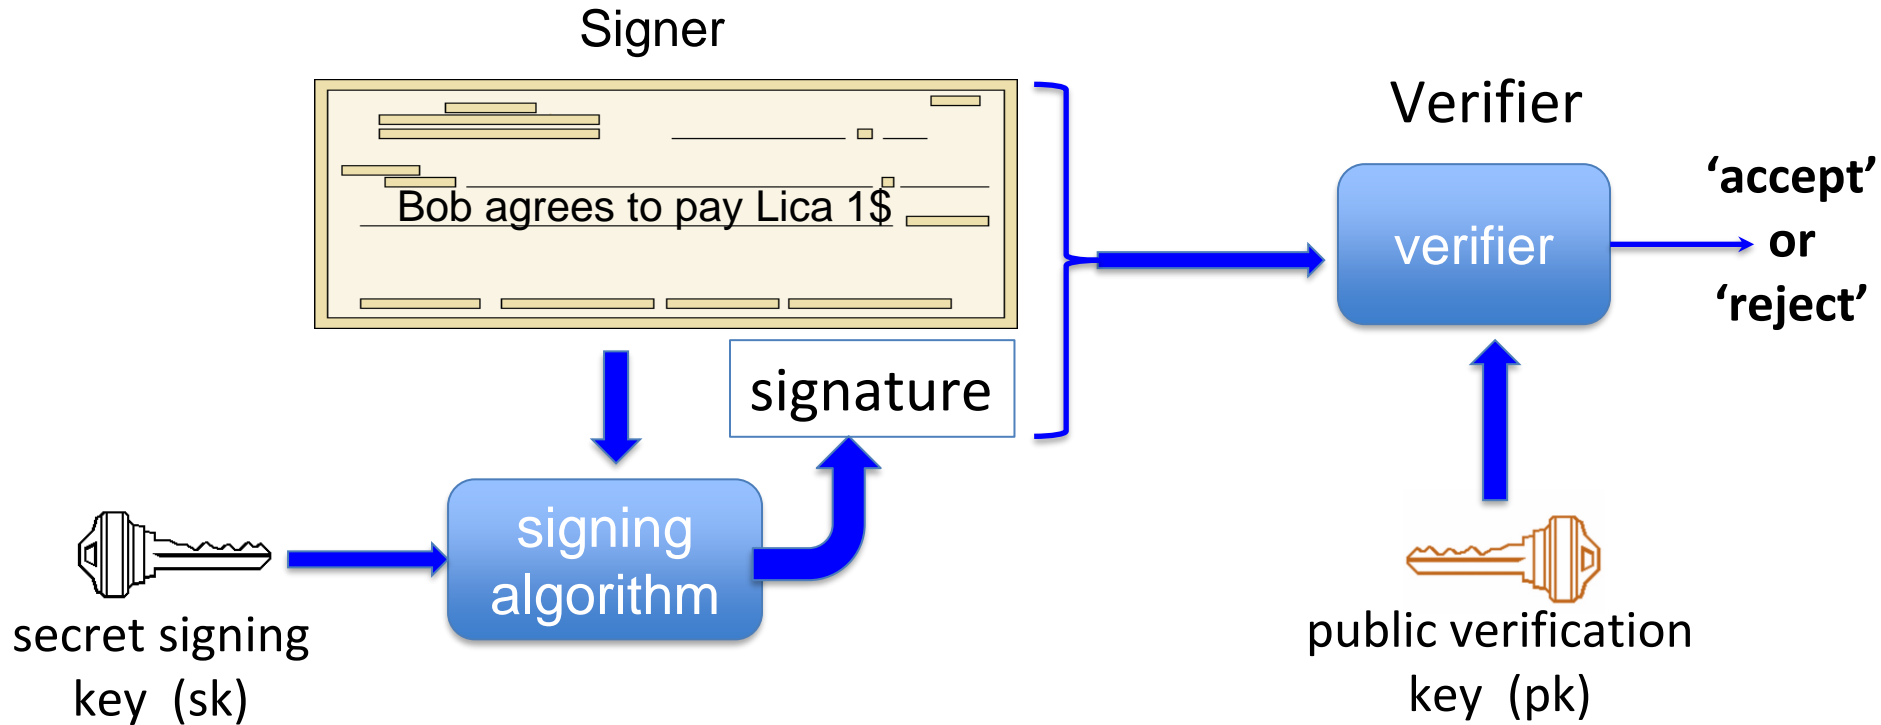 Signer
Bob agrees to pay Lica 1$
signature
signing
algorithm
secret signing
key (sk)
Verifier
verifier
‘accept’
or
‘reject’
public verification
key (pk)